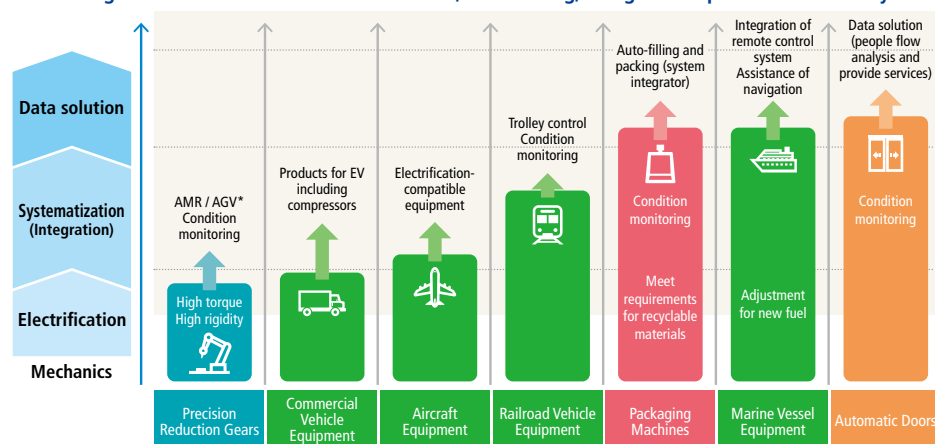 Data solution
Systematization
(Integration)
Electrification
Mechanics
AMR / AGV*
Condition
monitoring
High torque
High rigidity
Precision
Reduction Gears
Products for EV
including
compressors
Commercial
Vehicle
Equipment
Electrification-
compatible
equipment
Aircraft
Equipment
Trolley control
Condition
monitoring
Railroad Vehicle
Equipment
Auto-filling and
packing (system
integrator)
Condition
monitoring
Meet
requirements
for recyclable
materials
Packaging
Machines
Integration of
remote control
system
Assistance of
navigation
Adjustment
for new fuel
Marine Vessel
Equipment
Data solution
(people flow
analysis and
provide services)
Condition
monitoring
Automatic Doors